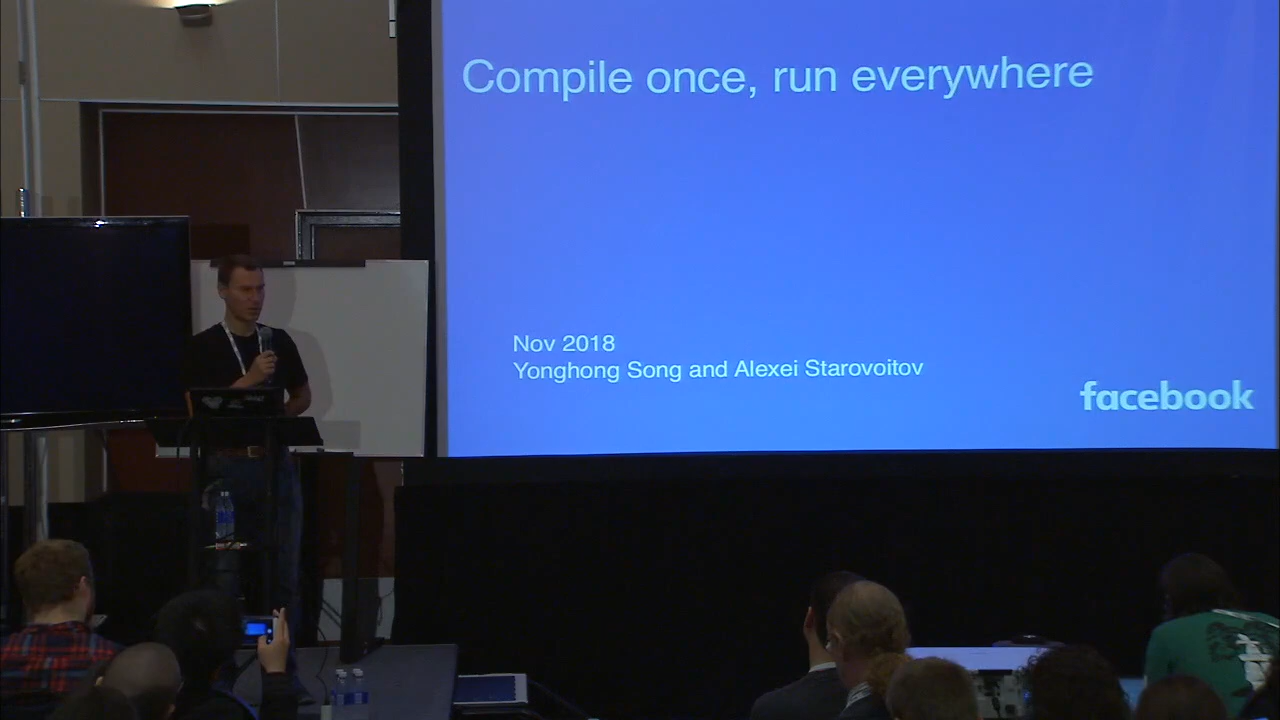 Compile once, run everywhere
Nov 2018
Yonghong Song and Alexei Starovoitov
facebook